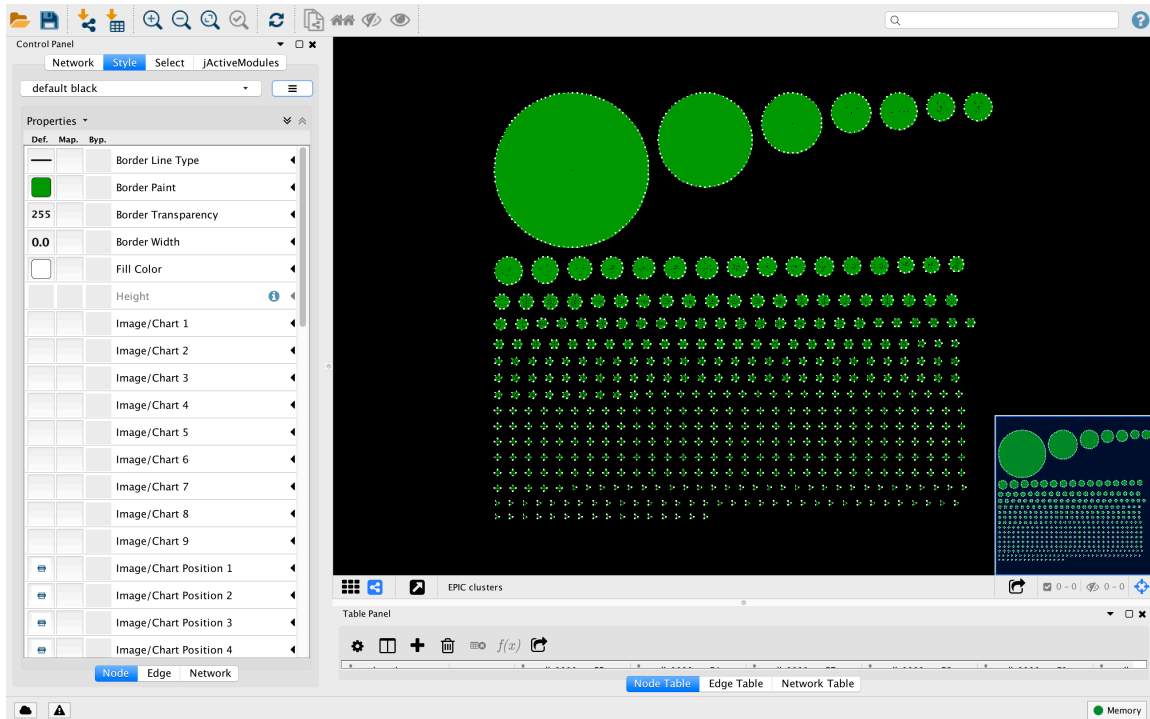 Control Panel
Network Style Select jActiveModules
default black
Properties
Def. Map. Byp.
Border Line Type
Border Paint
255 Border Transparency
0.0 Border Width
Fill Color
Height
Image/Chart 1
Image/Chart 2
Image/Chart 3
Image/Chart 4
Image/Chart 5
Image/Chart 6
Image/Chart 7
Image/Chart 8
Image/Chart 9
Image/Chart Position 1
Image/Chart Position 2
Image/Chart Position 3
Image/Chart Position 4
Node Edge Network
EPIC clusters
0 - 0 0 - 0
Table Panel
f(x)
Node Table Edge Table Network Table
Memory